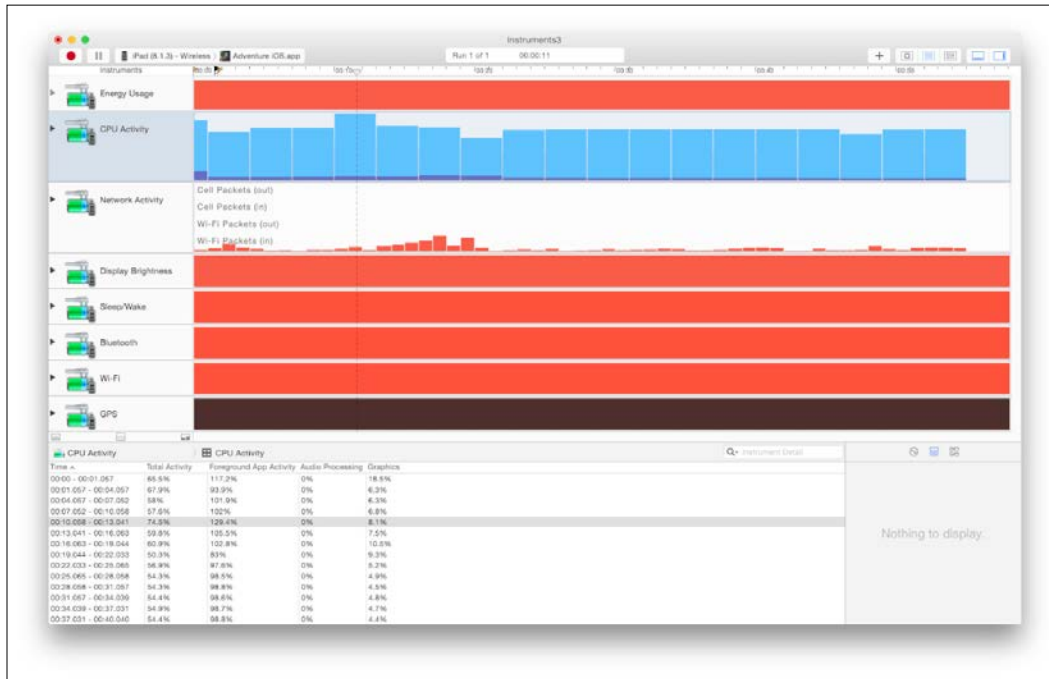 Instruments3
iPad (8.1.3) - Wireless Adventure iOS.app Run 1 of 1 00:00:11
Instruments
Energy Usage
CPU Activity
Network Activity
Cell Packets (out)
Cell Packets (in)
Wi-Fi Packets (out)
Wi-Fi Packets (in)
Display Brightness
Sleep/Wake
Bluetooth
Wi-Fi
GPS
CPU Activity CPU Activity Instrument Detail
Time Total Activity Foreground App Activity Audio Processing Graphics
00:00 - 00:01.057 65.5% 117.2% 0% 18.5%
00:01.057 - 00:04.057 67.9% 93.9% 0% 6.3%
00:04.057 - 00:07.052 58% 101.9% 0% 6.3%
00:07.052 - 00:10.058 57.6% 102% 0% 6.8%
00:10.058 - 00:13.041 74.5% 129.4% 0% 8.1%
00:13.041 - 00:16.063 59.8% 105.5% 0% 7.5%
00:16.063 - 00:19.044 60.9% 102.8% 0% 10.5%
00:19.044 - 00:22.033 50.3% 83% 0% 9.3%
00:22.033 - 00:25.065 56.9% 97.6% 0% 5.2%
00:25.065 - 00:28.058 54.3% 98.5% 0% 4.9%
00:28.058 - 00:31.057 54.3% 98.8% 0% 4.5%
00:31.057 - 00:34.039 54.4% 98.6% 0% 4.8%
00:34.039 - 00:37.031 54.9% 98.7% 0% 4.7%
00:37.031 - 00:40.040 54.4% 98.8% 0% 4.4%
Nothing to display.